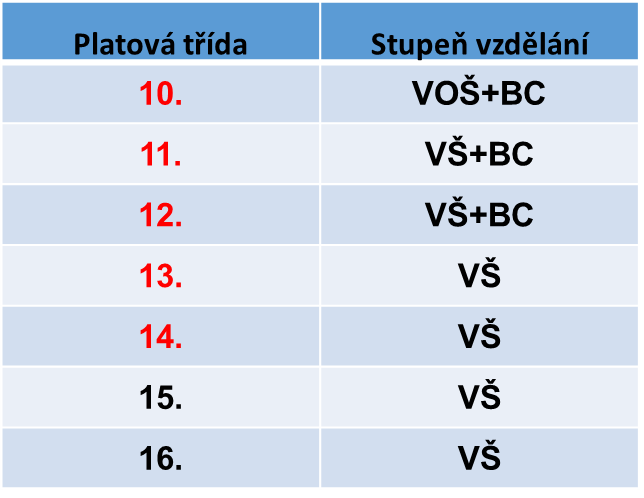 Platová třída Stupeň vzdělání
10. VOŠ+BC
11. VŠ+BC
12. VŠ+BC
13. VŠ
14. VŠ
15. VŠ
16. VŠ